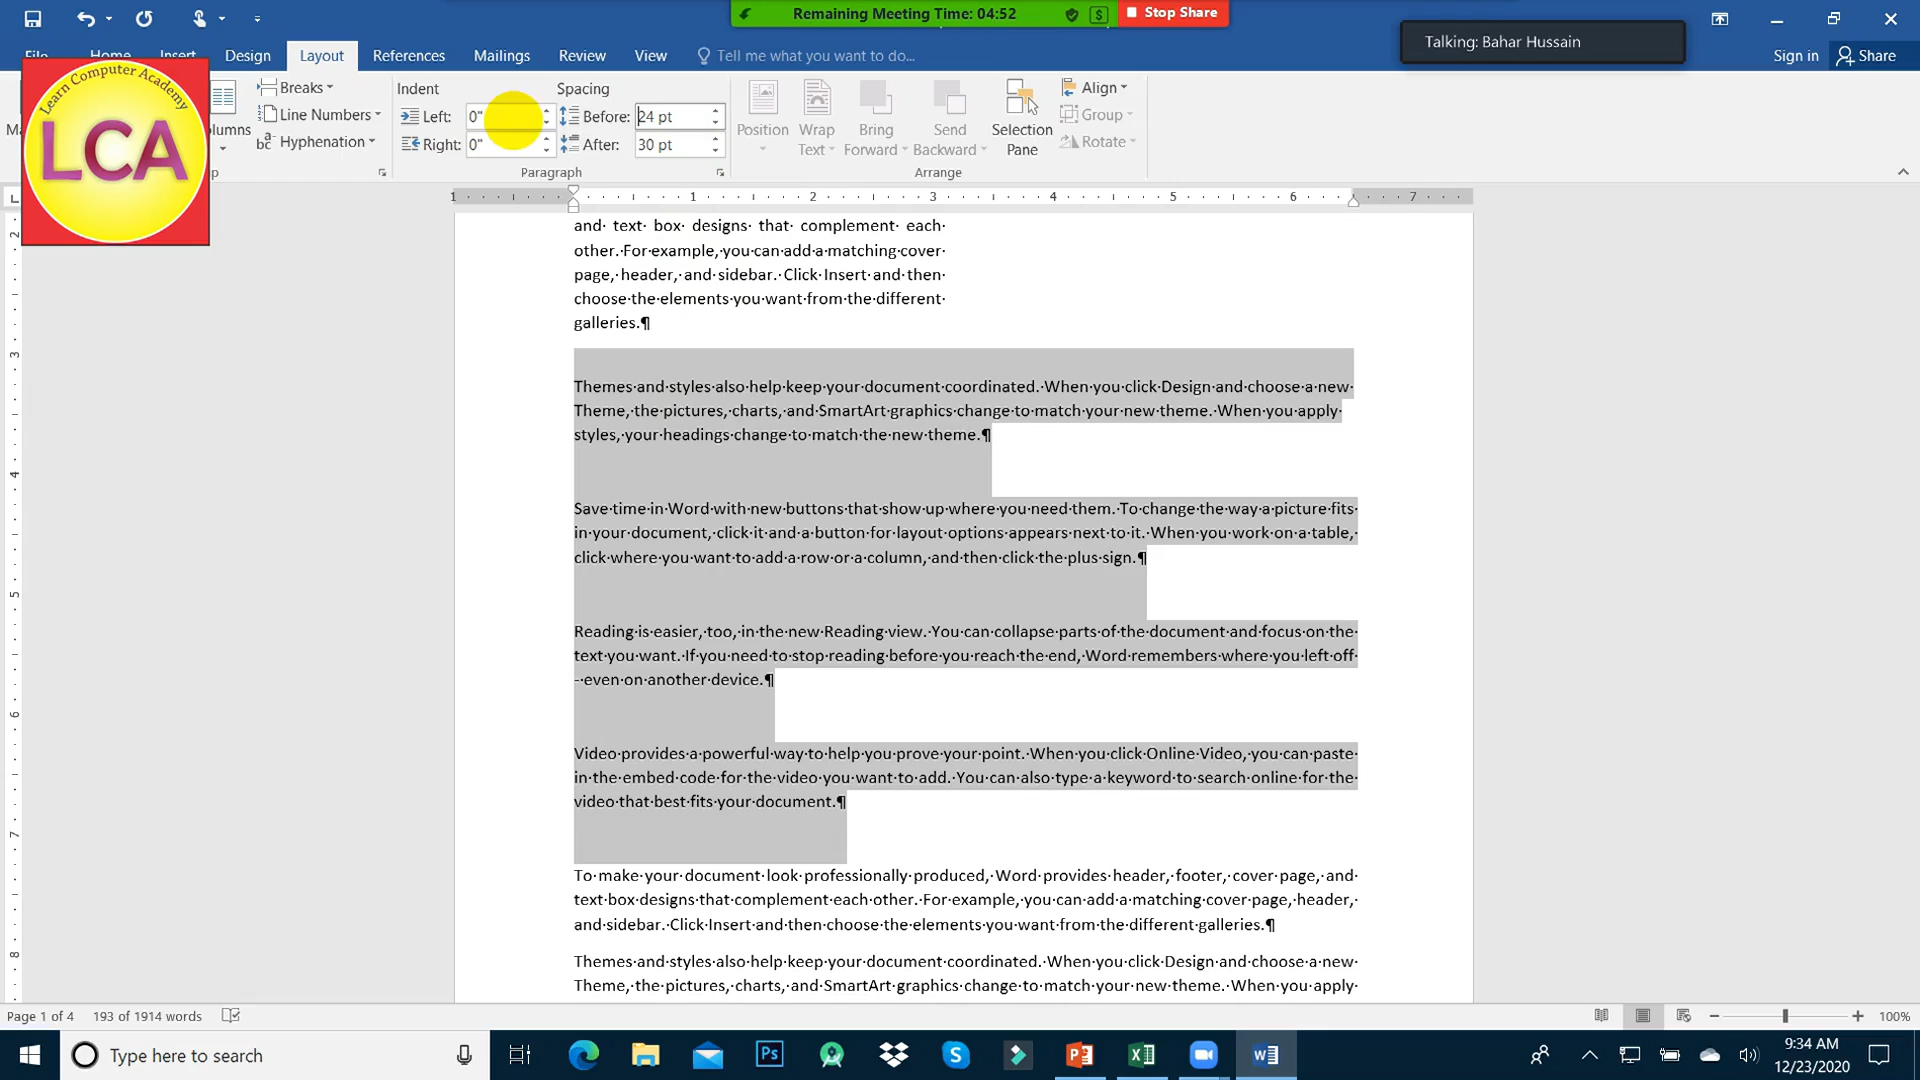 Remaining Meeting Time: 04:52
Stop Share
Talking: Bahar Hussain
File Home Insert Design Layout References Mailings Review View Tell me what you want to do... Sign in Share
Learn Computer Academy
LCA
Breaks
Line Numbers
Hyphenation
Indent
Left: 0"
Right: 0"
Spacing
Before: 24 pt
After: 30 pt
Paragraph
Position
Wrap Text
Bring Forward
Send Backward
Selection Pane
Align
Group
Rotate
Arrange
1 1 2 3 4 5 6 7
2
3
4
5
6
7
8
and text box designs that complement each
other. For example, you can add a matching cover
page, header, and sidebar. Click Insert and then
choose the elements you want from the different
galleries.¶
Themes and styles also help keep your document coordinated. When you click Design and choose a new
Theme, the pictures, charts, and SmartArt graphics change to match your new theme. When you apply
styles, your headings change to match the new theme.¶
Save time in Word with new buttons that show up where you need them. To change the way a picture fits
in your document, click it and a button for layout options appears next to it. When you work on a table,
click where you want to add a row or a column, and then click the plus sign.¶
Reading is easier, too, in the new Reading view. You can collapse parts of the document and focus on the
text you want. If you need to stop reading before you reach the end, Word remembers where you left off
- even on another device.¶
Video provides a powerful way to help you prove your point. When you click Online Video, you can paste
in the embed code for the video you want to add. You can also type a keyword to search online for the
video that best fits your document.¶
To make your document look professionally produced, Word provides header, footer, cover page, and
text box designs that complement each other. For example, you can add a matching cover page, header,
and sidebar. Click Insert and then choose the elements you want from the different galleries.¶
Themes and styles also help keep your document coordinated. When you click Design and choose a new
Theme, the pictures, charts, and SmartArt graphics change to match your new theme. When you apply
Page 1 of 4 193 of 1914 words 100%
Type here to search
Ps
9:34 AM
12/23/2020